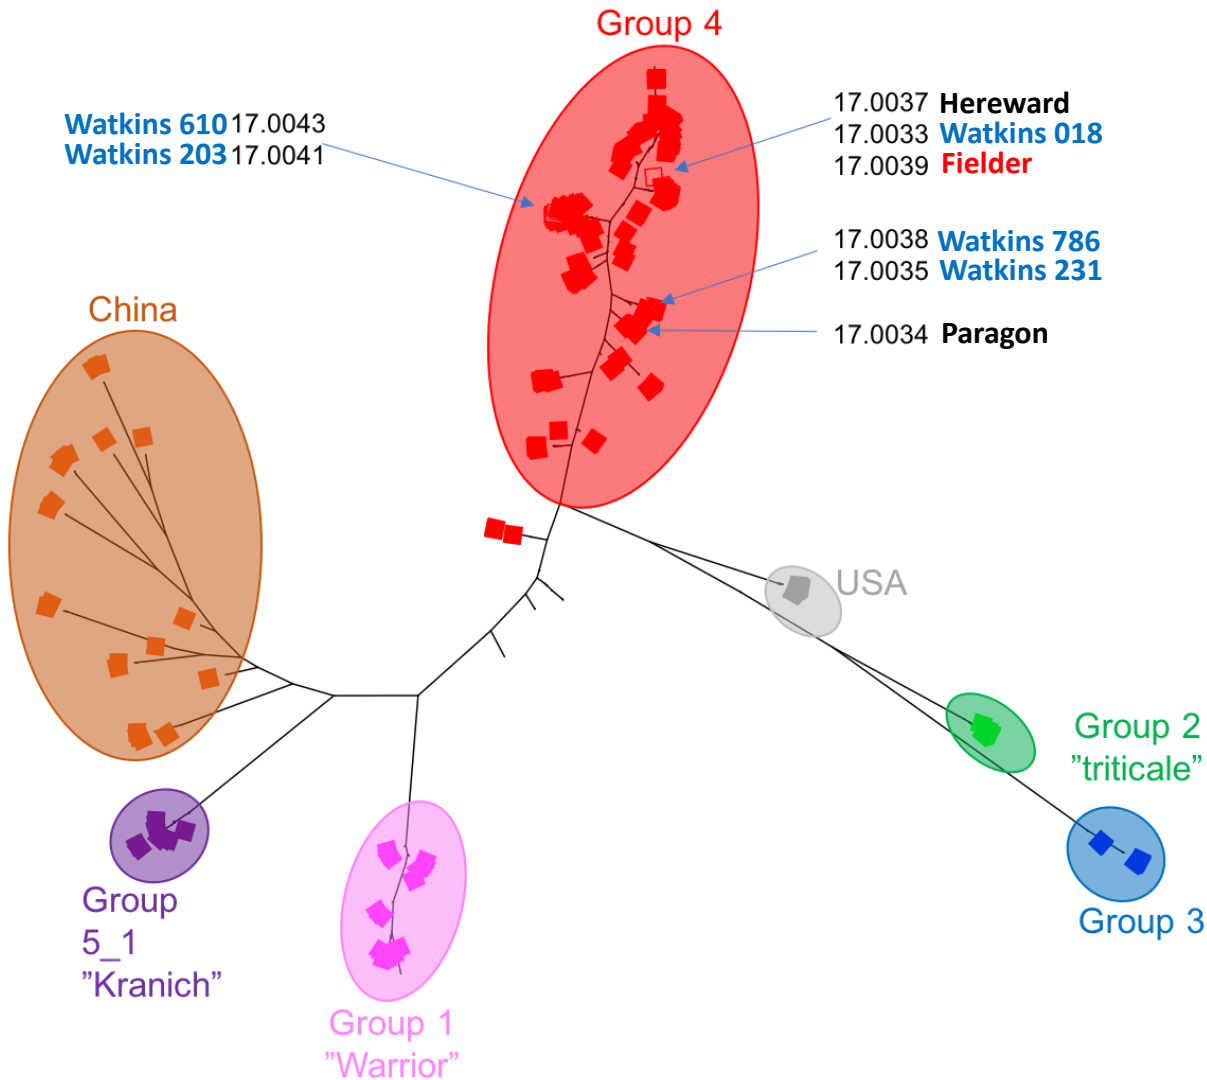 Group 4
Watkins 610 17.0043
Watkins 203 17.0041
17.0037 Hereward
17.0033 Watkins 018
17.0039 Fielder
17.0038 Watkins 786
17.0035 Watkins 231
17.0034 Paragon
China
USA
Group 2
”triticale”
Group 3
Group
5_1
”Kranich”
Group 1
”Warrior”